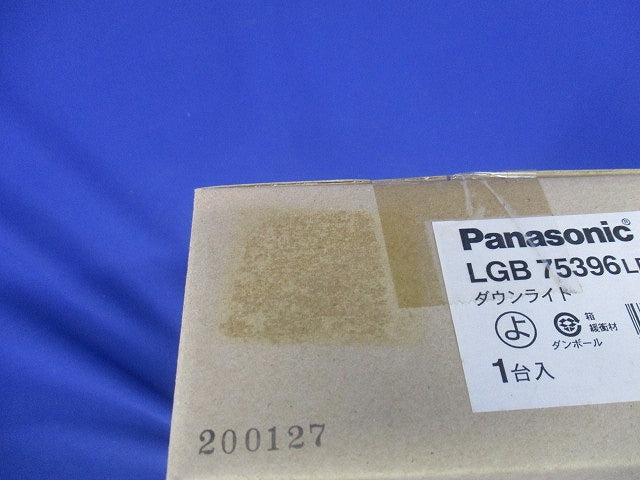 Panasonic®
LGB 75396
ダウンライト
よ
箱
緩衝材
ダンボール
1台入
200127